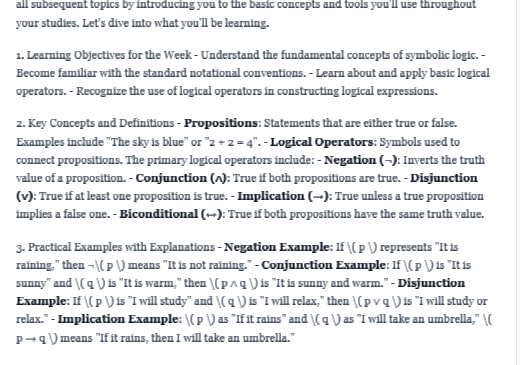 all subsequent topics by introducing you to the basic concepts and tools you'll use throughout
your studies. Let's dive into what you'll be learning.
1. Learning Objectives for the Week - Understand the fundamental concepts of symbolic logic. -
Become familiar with the standard notational conventions. - Learn about and apply basic logical
operators. - Recognize the use of logical operators in constructing logical expressions.
2. Key Concepts and Definitions - Propositions: Statements that are either true or false.
Examples include "The sky is blue" or "2 + 2 = 4". - Logical Operators: Symbols used to
connect propositions. The primary logical operators include: - Negation (¬): Inverts the truth
value of a proposition. - Conjunction (∧): True if both propositions are true. - Disjunction
(∨): True if at least one proposition is true. - Implication (→): True unless a true proposition
implies a false one. - Biconditional (↔): True if both propositions have the same truth value.
3. Practical Examples with Explanations - Negation Example: If \( p \) represents "It is
raining," then ¬\( p \) means "It is not raining." - Conjunction Example: If \( p \) is "It is
sunny" and \( q \) is "It is warm," then \( p ∧ q \) is "It is sunny and warm." - Disjunction
Example: If \( p \) is "I will study" and \( q \) is "I will relax," then \( p ∨ q \) is "I will study or
relax." - Implication Example: \( p \) as "If it rains" and \( q \) as "I will take an umbrella," \(
p → q \) means "If it rains, then I will take an umbrella."